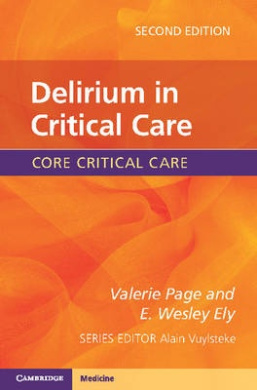 SECOND EDITION
Delirium in
Critical Care
CORE CRITICAL CARE
Valerie Page and
E. Wesley Ely
SERIES EDITOR Alain Vuylsteke
CAMBRIDGE Medicine